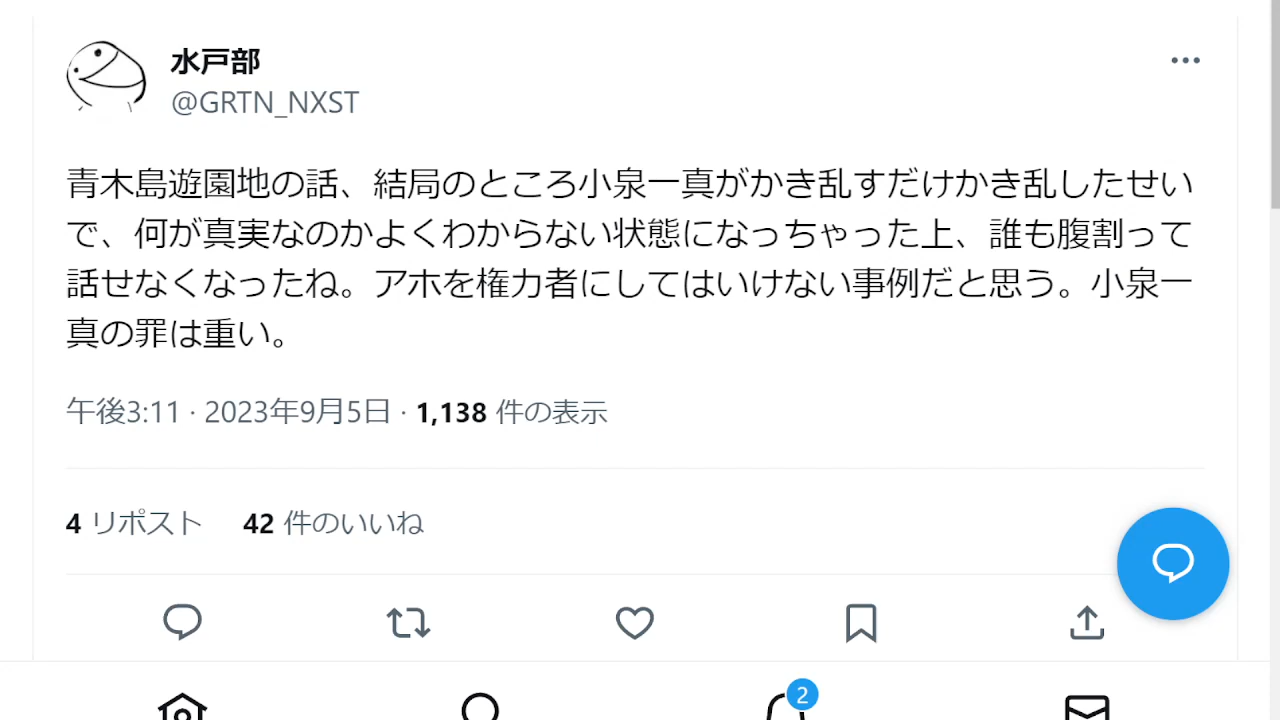 水戸部
@GRTN_NXST
青木島遊園地の話、結局のところ小泉一真がかき乱すだけかき乱したせい
で、何が真実なのかよくわからない状態になっちゃった上、誰も腹割って
話せなくなったね。アホを権力者にしてはいけない事例だと思う。小泉一
真の罪は重い。
午後3:11 · 2023年9月5日 · 1,138 件の表示
4 リポスト 42 件のいいね
2